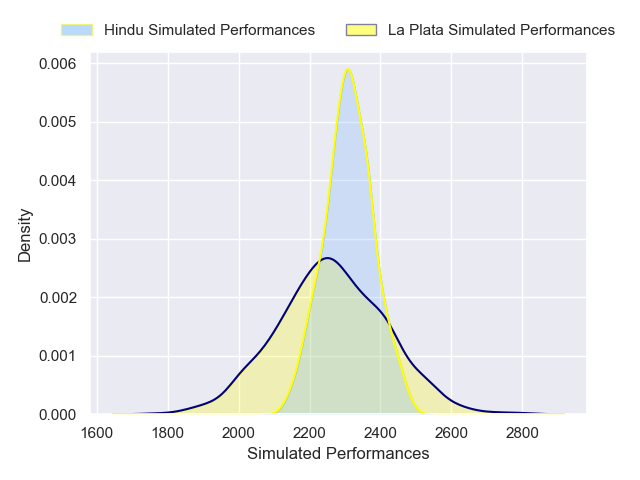 Hindu Simulated Performances La Plata Simulated Performances
0.006
0.005
0.004
0.003
0.002
0.001
0.000
Density
1600 1800 2000 2200 2400 2600 2800
Simulated Performances